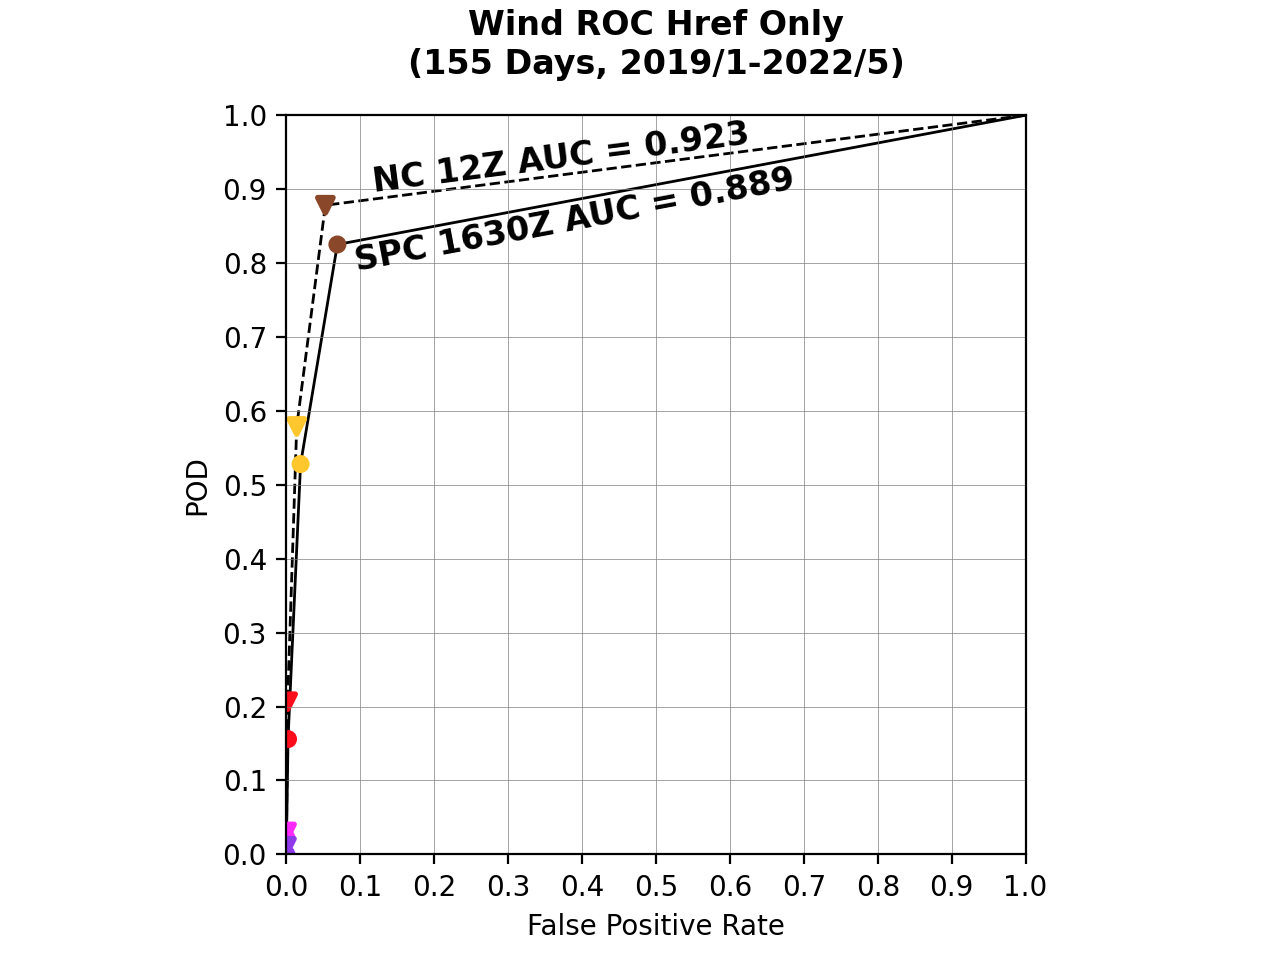 Wind ROC Href Only
(155 Days, 2019/1-2022/5)
1.0
NC 12Z AUC = 0.923
0.9
SPC 1630Z AUC = 0.889
0.8
0.7
0.6
0.5
POD
0.4
0.3
0.2
0.1
0.0
0.0 0.1 0.2 0.3 0.4 0.5 0.6 0.7 0.8 0.9 1.0
False Positive Rate